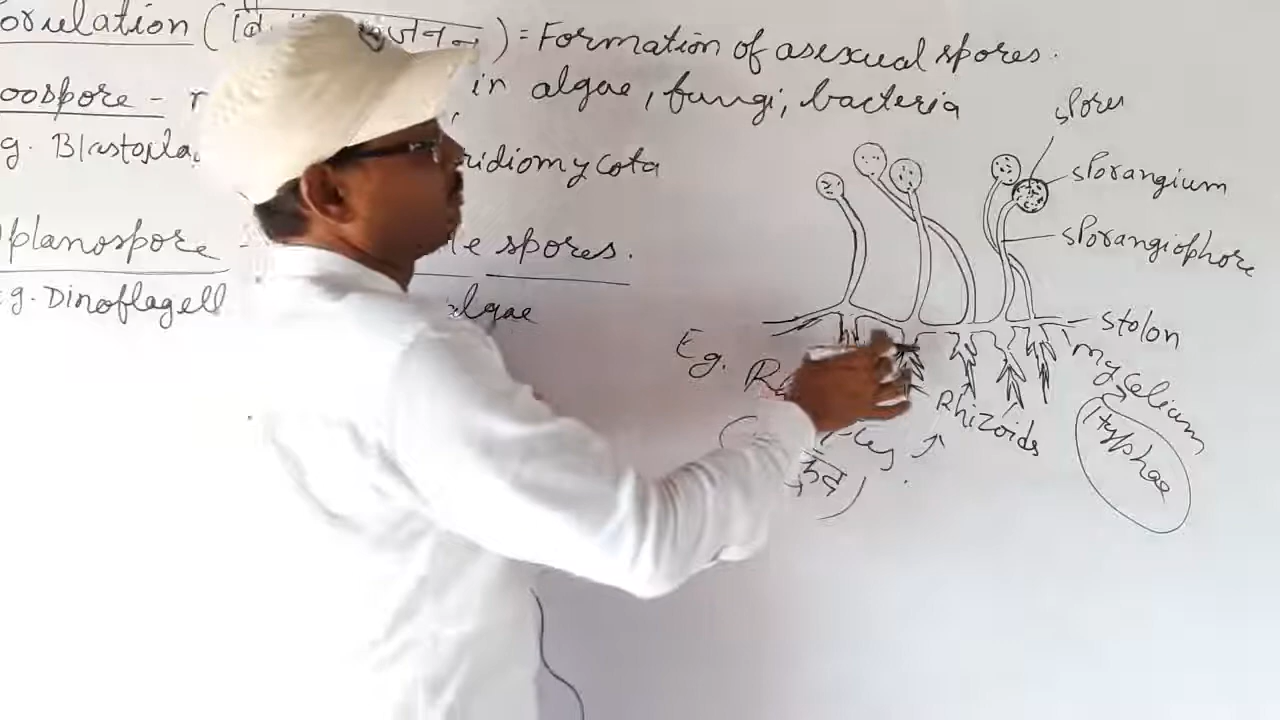 orulation ( ) = Formation of asexual spores.
oospore - in algae, fungi, bacteria
g. Blastocla ridiomycota
planospore - le spores.
g. Dinoflagell lgae
spores
sporangium
sporangiophore
stolon
mycelium
(Hyphae
Rhizoids
Eg. R